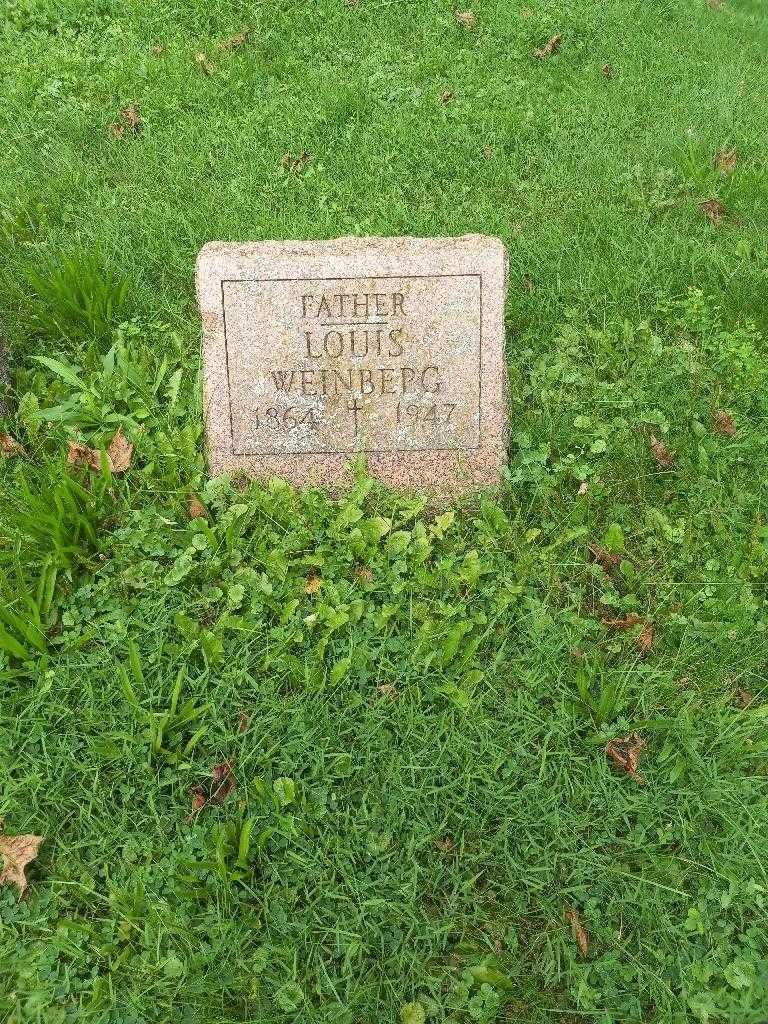 FATHER
LOUIS
WEINBERG
1864 † 1947